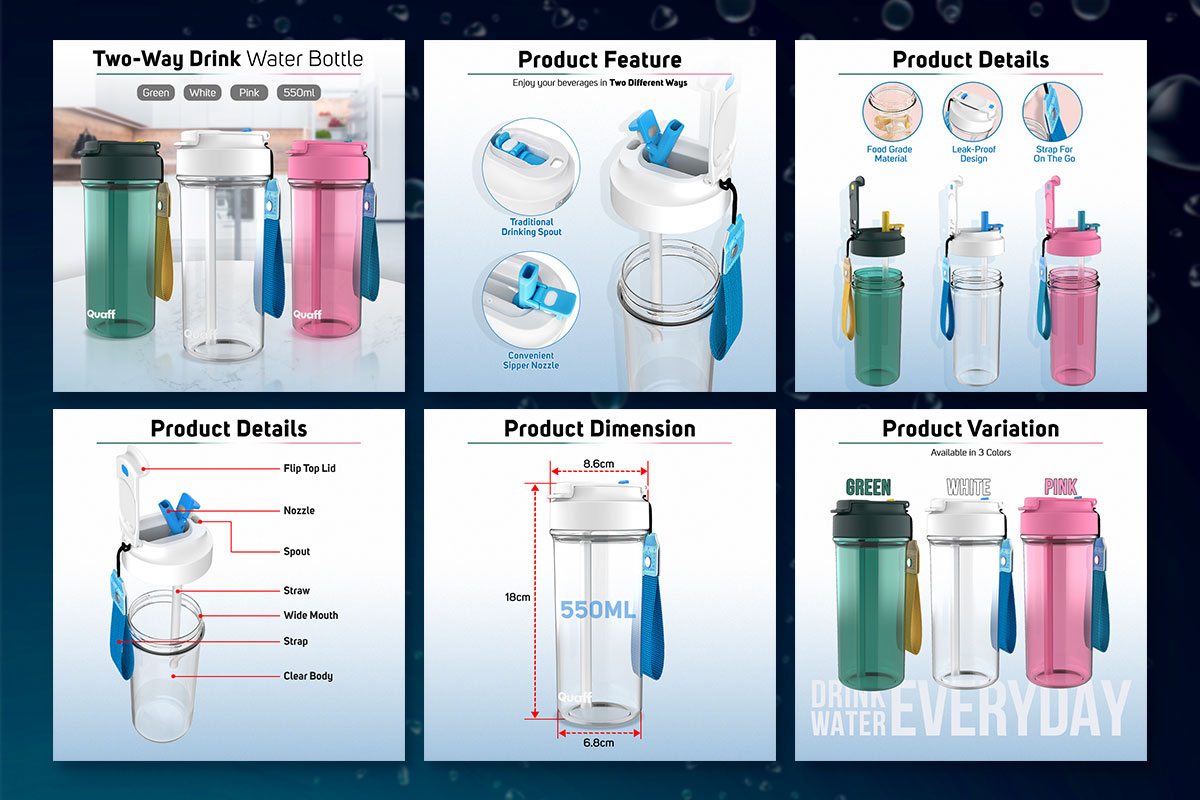 Two-Way Drink Water Bottle
Green
White
Pink
550ml
Quaff
Quaff
Quaff
Product Feature
Enjoy your beverages in Two Different Ways
Traditional
Drinking Spout
Convenient
Sipper Nozzle
Product Details
Food Grade
Material
Leak-Proof
Design
Strap For
On The Go
Product Details
Flip Top Lid
Nozzle
Spout
Straw
Wide Mouth
Strap
Clear Body
Product Dimension
8.6cm
18cm
550ML
Quaff
6.8cm
Product Variation
Available in 3 Colors
GREEN
WHITE
PINK
DRINK
WATER
EVERYDAY